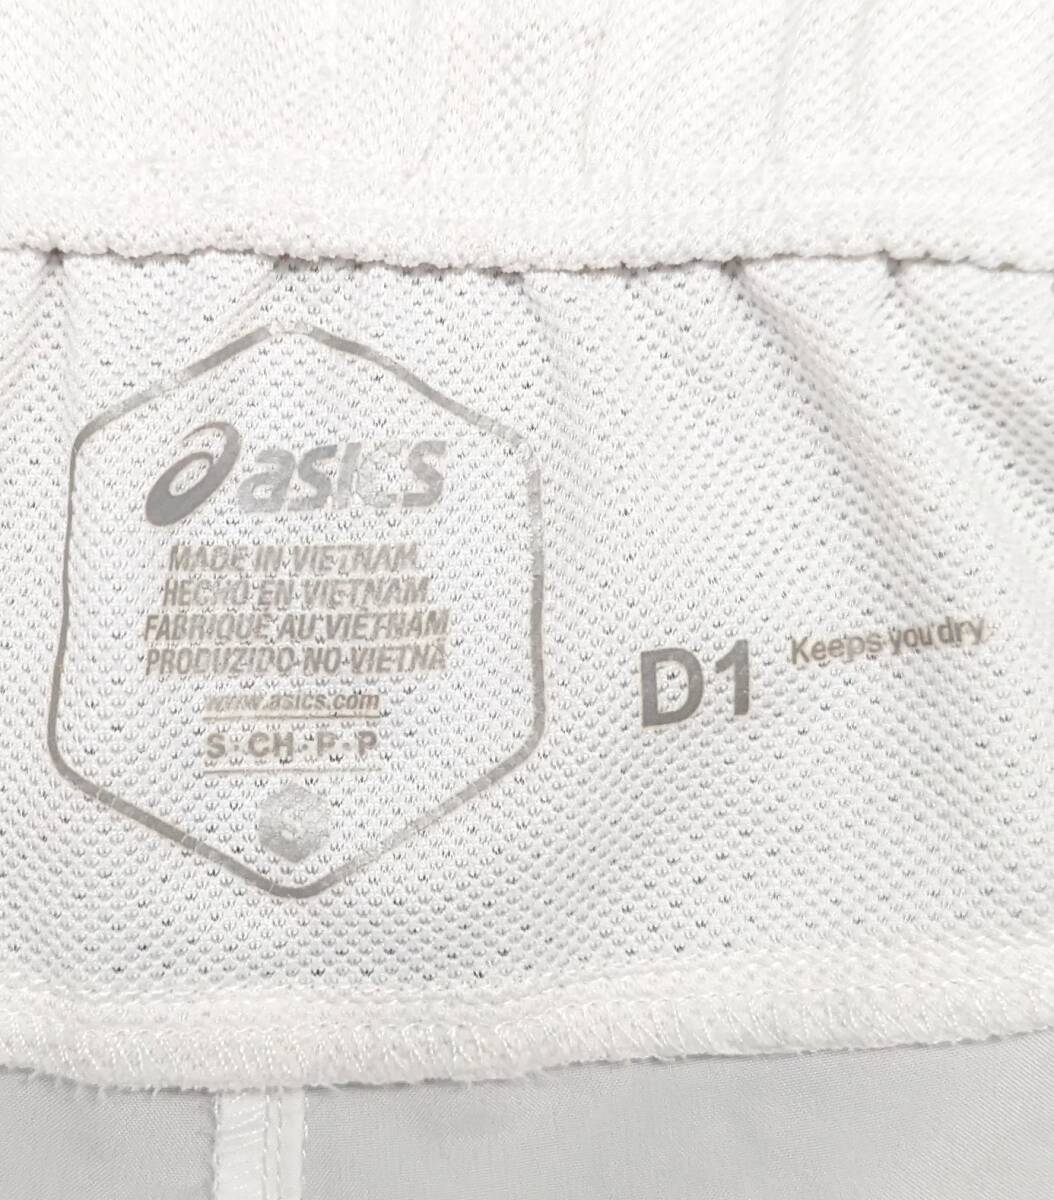 asics
MADE IN VIETNAM
HECHO EN VIETNAM
FABRIQUÉ AU VIETNAM
PRODUZIDO NO VIETNÃ
www.asics.com
S · CH · P · P
D1 Keeps you dry